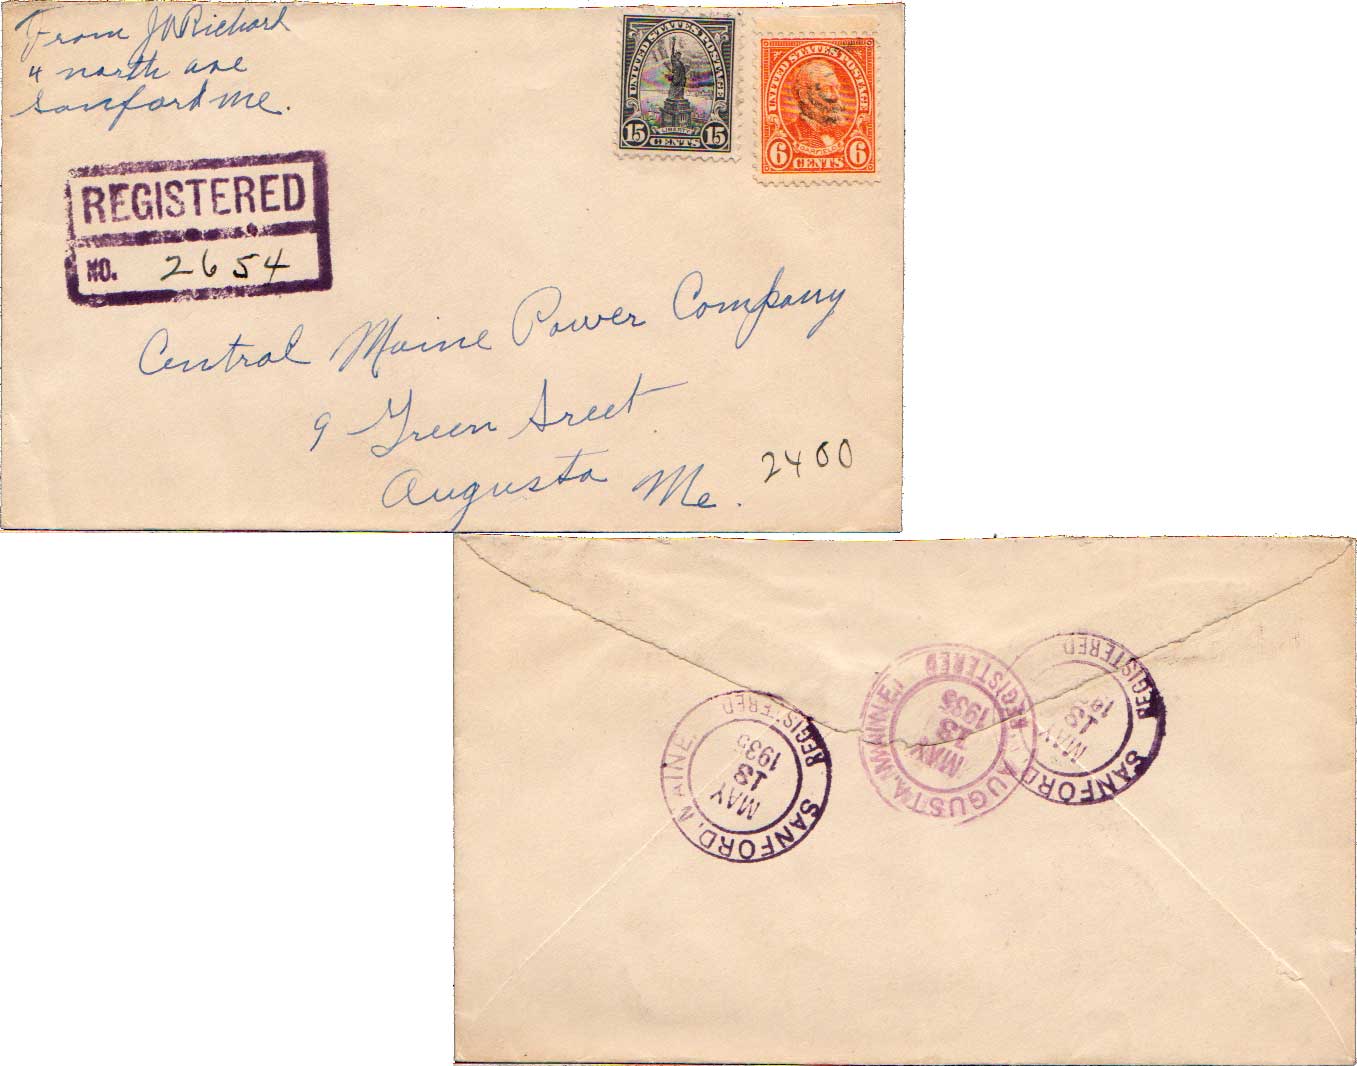 From J A Richard
4 north ave
Sanford me.
UNITED STATES POSTAGE
LIBERTY
15 CENTS 15
UNITED STATES POSTAGE
GARFIELD
6 CENTS 6
REGISTERED
NO. 2654
Central Maine Power Company
9 Green Sreet
Augusta Me.
2400
REGISTERED
SANFORD, MAINE.
MAY
13
1935
REGISTERED
AUGUSTA, MAINE
MAY
13
1935
REGISTERED
SANFORD
MAY
13